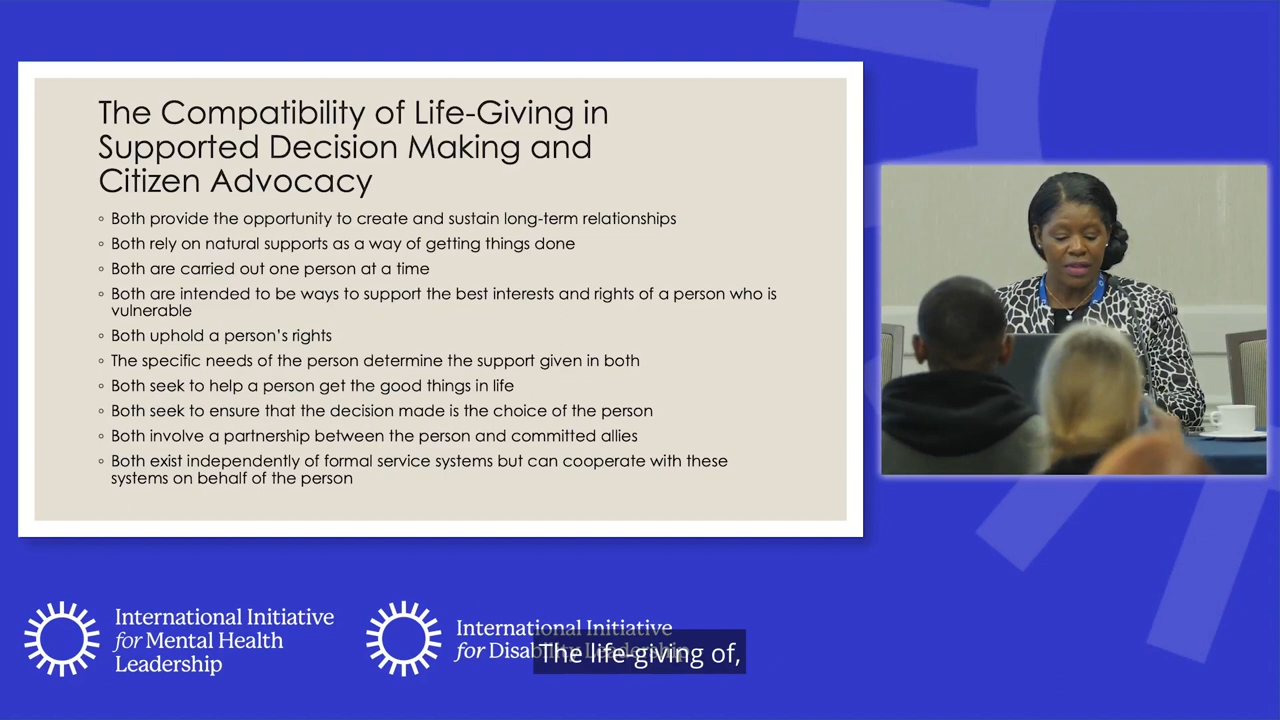 The Compatibility of Life-Giving in
Supported Decision Making and
Citizen Advocacy
◦ Both provide the opportunity to create and sustain long-term relationships
◦ Both rely on natural supports as a way of getting things done
◦ Both are carried out one person at a time
◦ Both are intended to be ways to support the best interests and rights of a person who is
vulnerable
◦ Both uphold a person’s rights
◦ The specific needs of the person determine the support given in both
◦ Both seek to help a person get the good things in life
◦ Both seek to ensure that the decision made is the choice of the person
◦ Both involve a partnership between the person and committed allies
◦ Both exist independently of formal service systems but can cooperate with these
systems on behalf of the person
International Initiative
for Mental Health
Leadership
International Initiative
for Disability Leadership
The life-giving of,